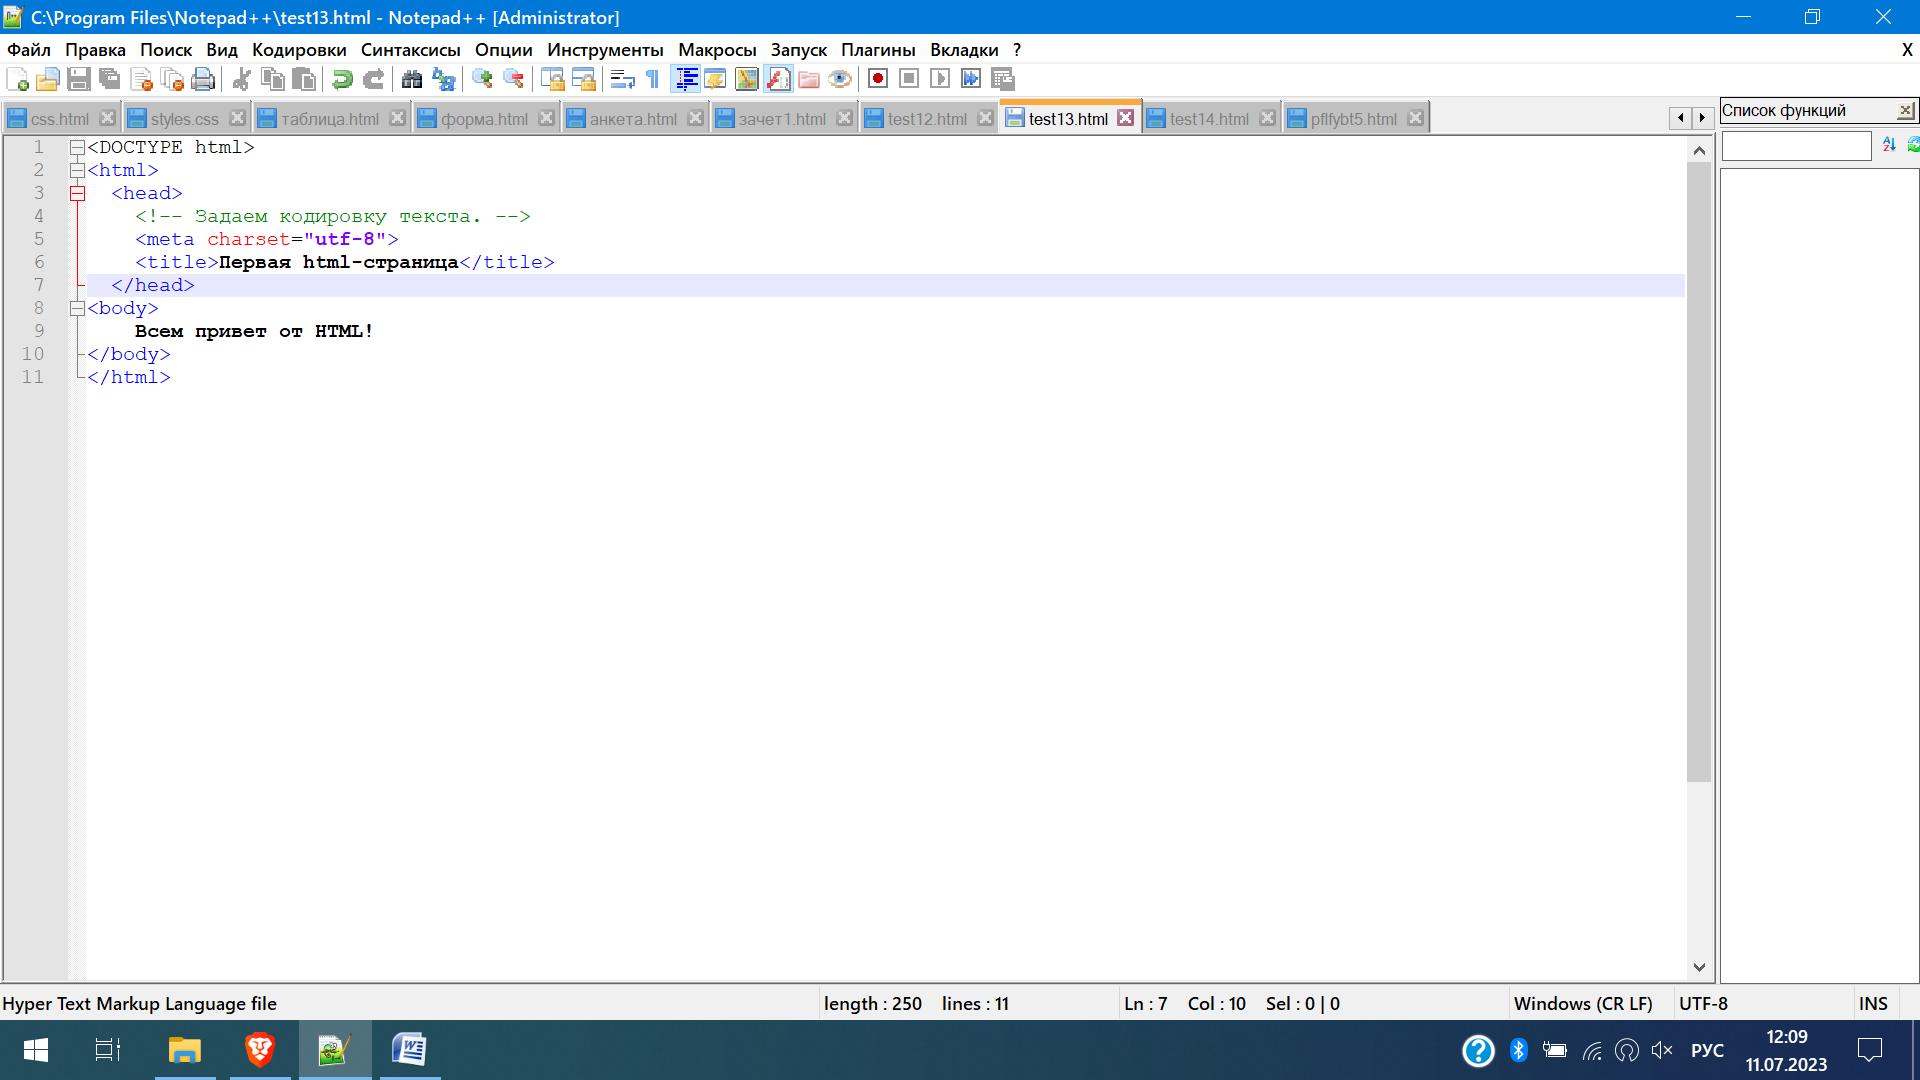 C:\Program Files\Notepad++\test13.html - Notepad++ [Administrator]
Файл Правка Поиск Вид Кодировки Синтаксисы Опции Инструменты Макросы Запуск Плагины Вкладки ? X
css.html styles.css таблица.html форма.html анкета.html зачет1.html test12.html test13.html test14.html pflfybt5.html
Список функций
1 <DOCTYPE html>
2 <html>
3 <head>
4 <!-- Задаем кодировку текста. -->
5 <meta charset="utf-8">
6 <title>Первая html-страница</title>
7 </head>
8 <body>
9 Всем привет от HTML!
10 </body>
11 </html>
Hyper Text Markup Language file length : 250 lines : 11 Ln : 7 Col : 10 Sel : 0 | 0 Windows (CR LF) UTF-8 INS
РУС
12:09
11.07.2023